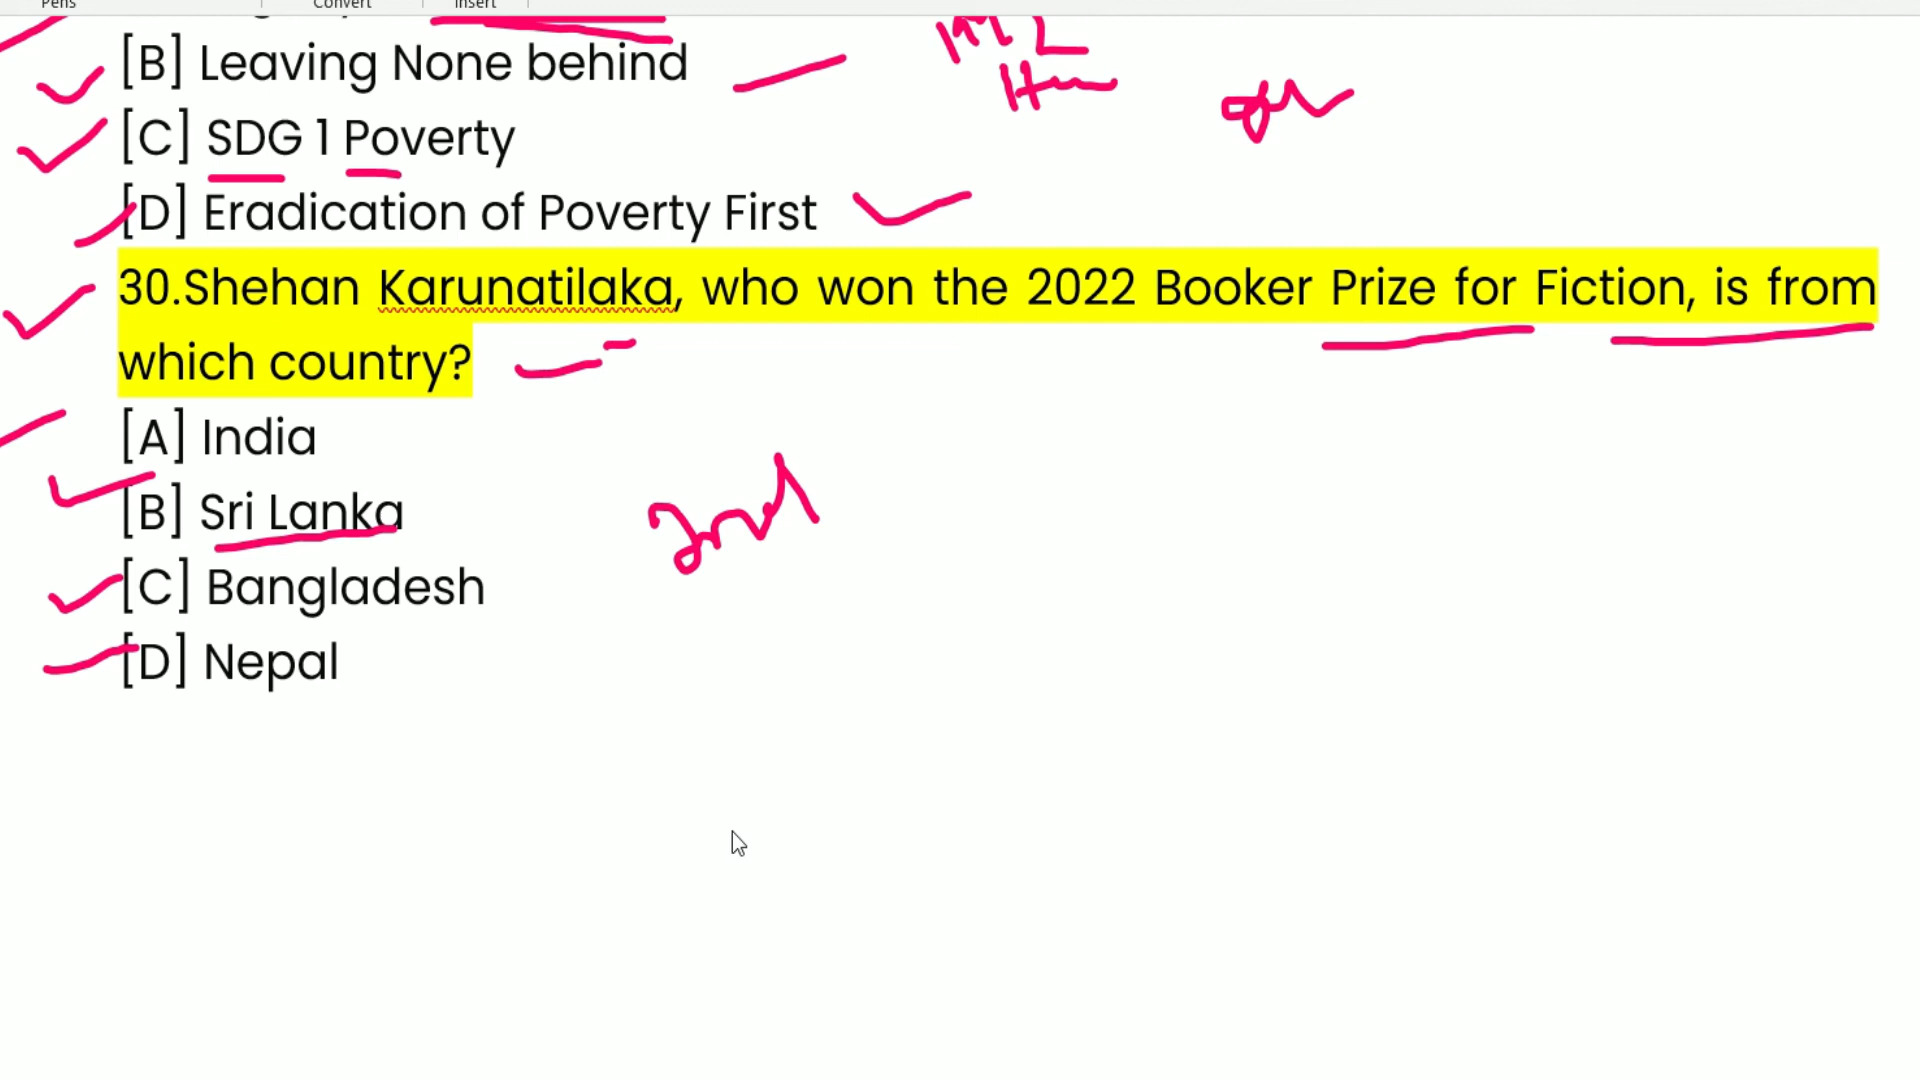 Pens Convert Insert
[B] Leaving None behind
[C] SDG 1 Poverty
[D] Eradication of Poverty First
30.Shehan Karunatilaka, who won the 2022 Booker Prize for Fiction, is from
which country?
[A] India
[B] Sri Lanka
[C] Bangladesh
[D] Nepal